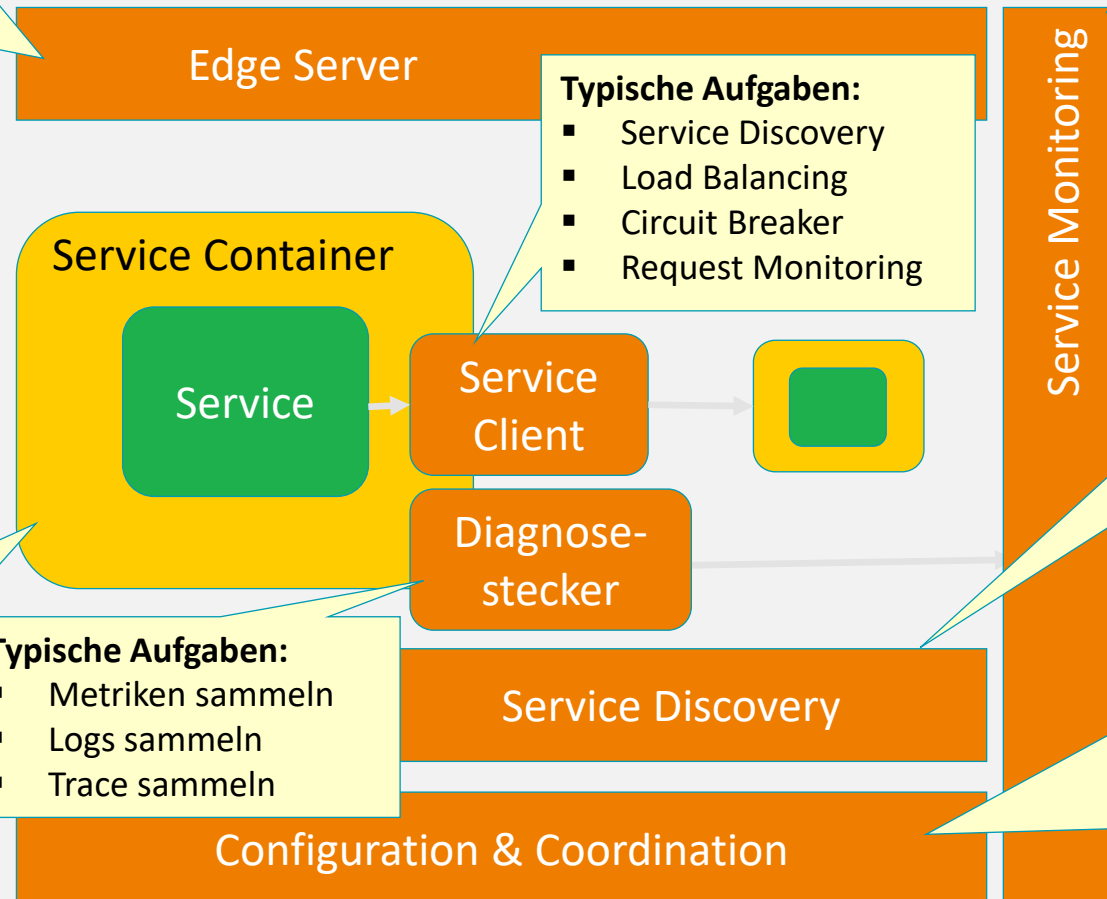 Edge Server
Typische Aufgaben:
▪ Service Discovery
▪ Load Balancing
▪ Circuit Breaker
▪ Request Monitoring
Service Monitoring
Service Container
Service
Service
Client
Diagnose-
stecker
Typische Aufgaben:
▪ Metriken sammeln
▪ Logs sammeln
▪ Trace sammeln
Service Discovery
Configuration & Coordination